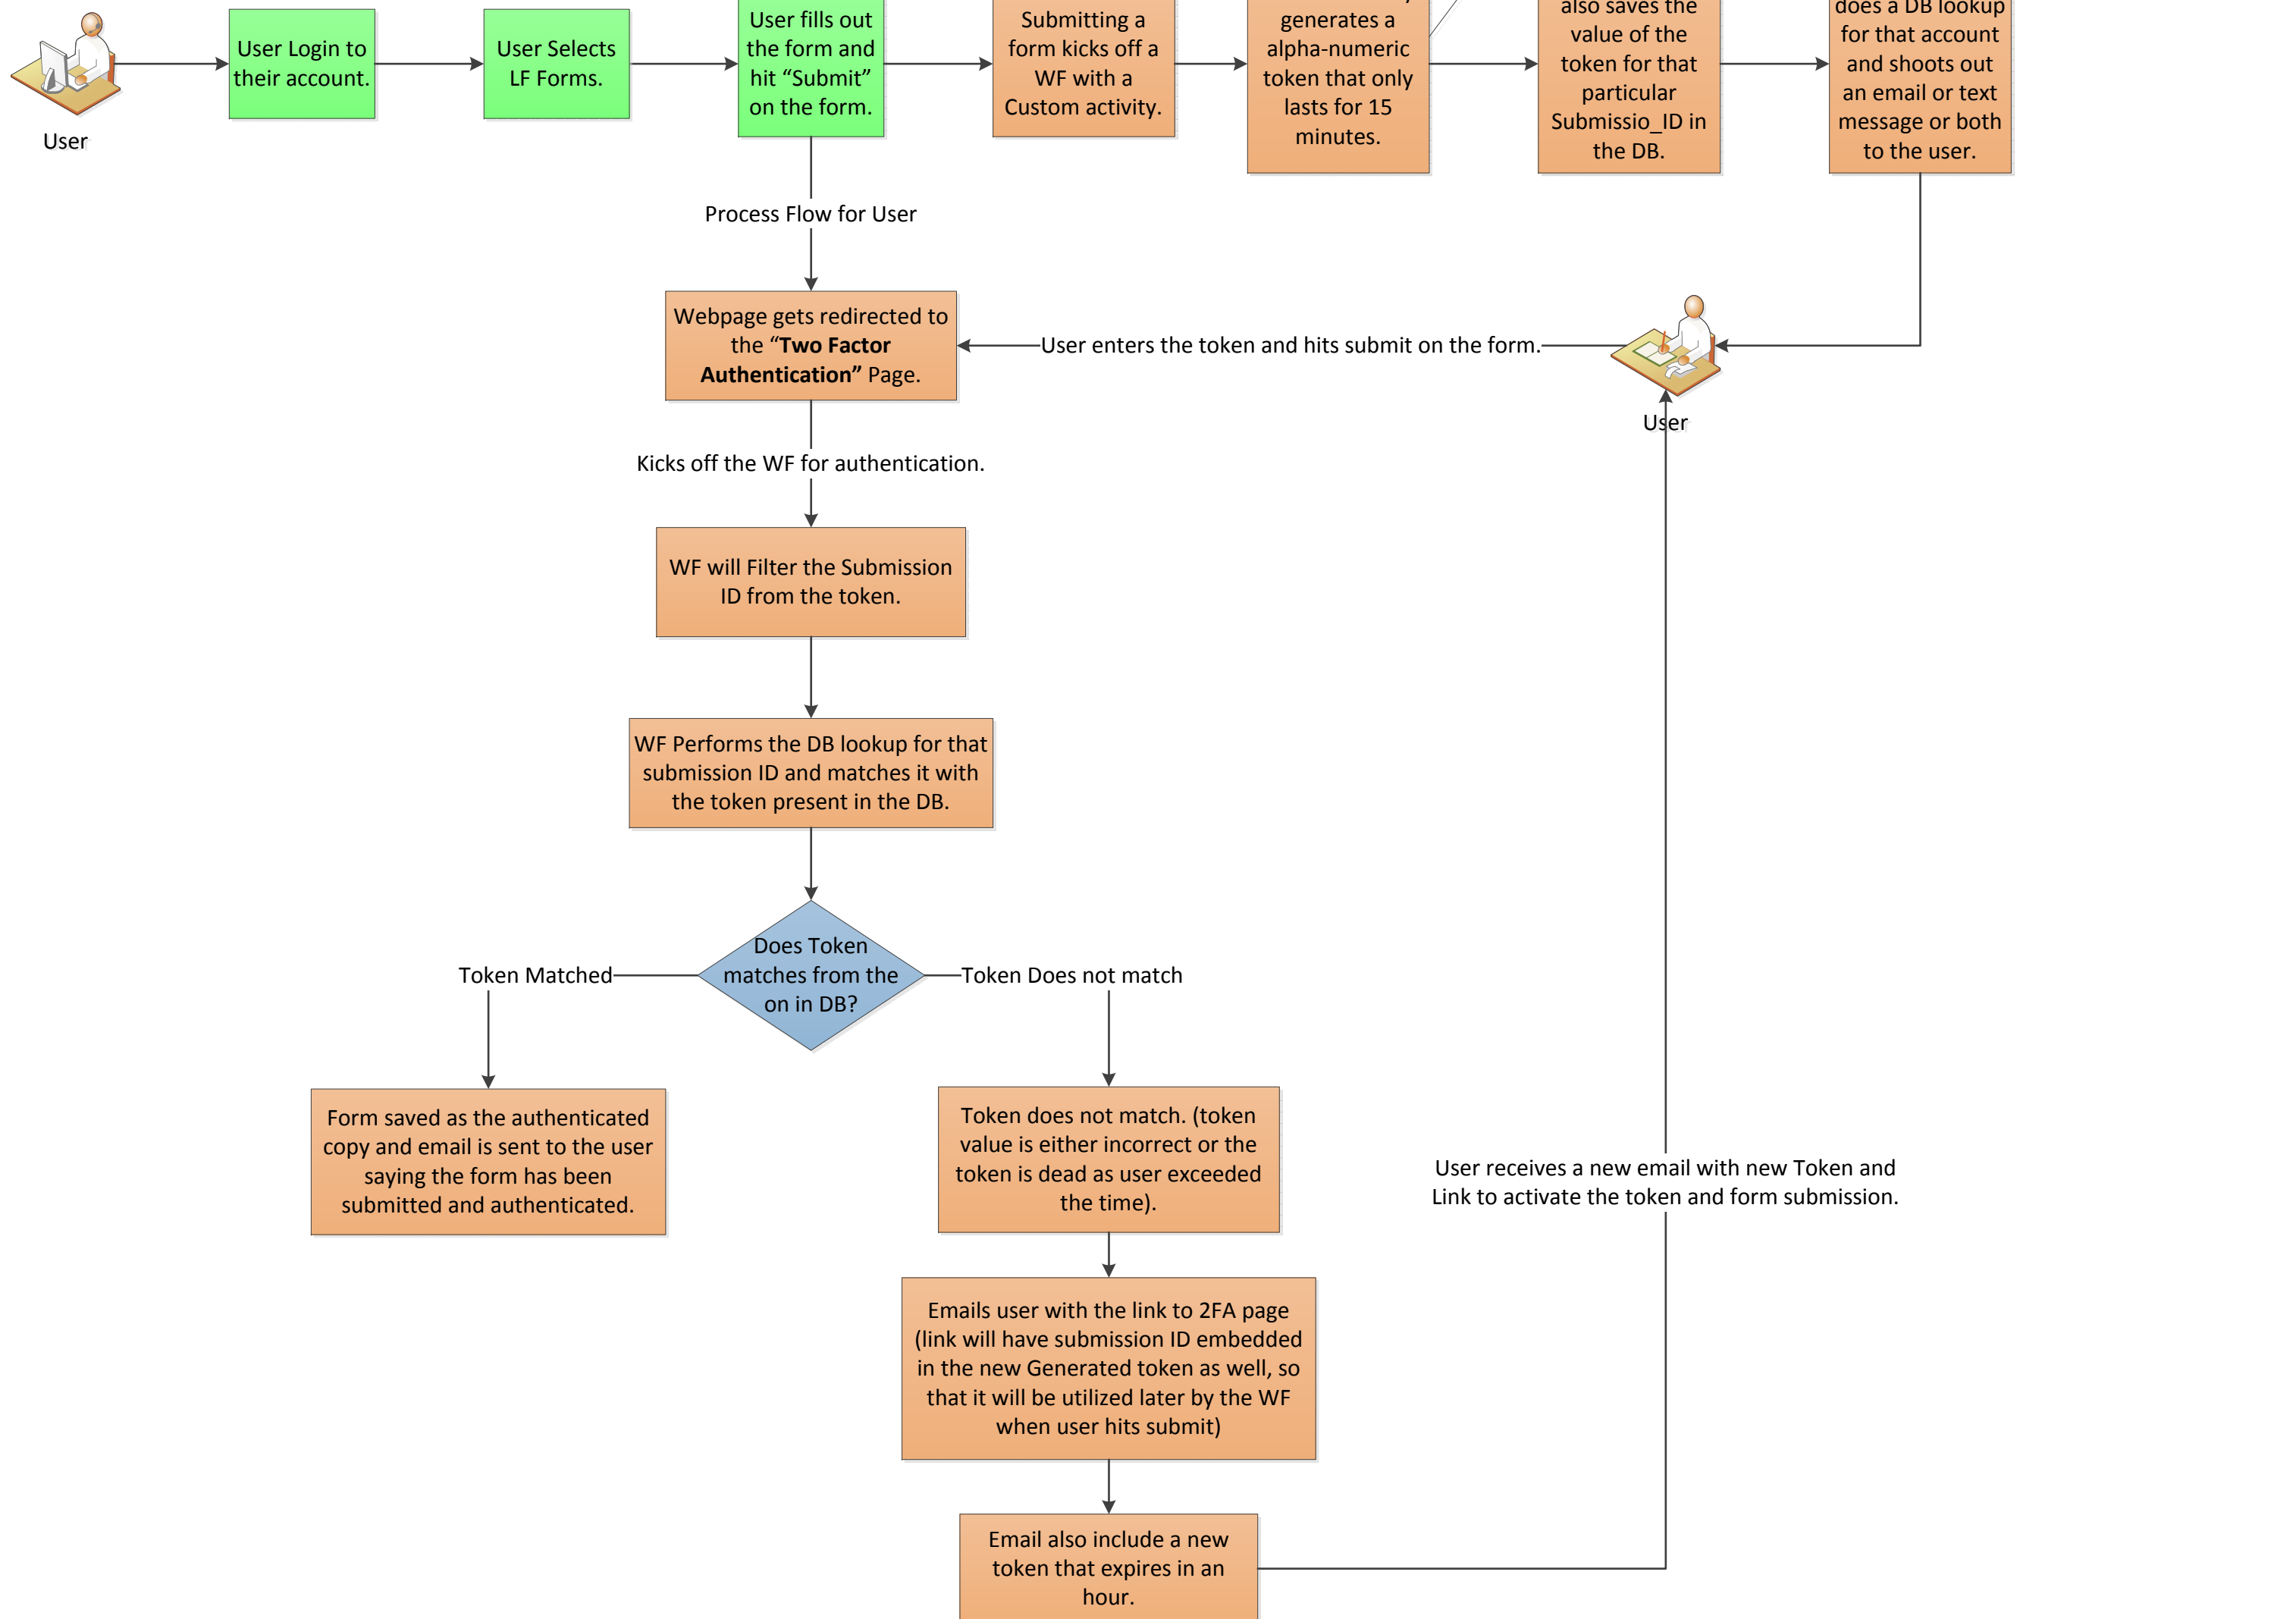 User
User Login to
their account.
User Selects
LF Forms.
User fills out
the form and
hit “Submit”
on the form.
Submitting a
form kicks off a
WF with a
Custom activity.
generates a
alpha-numeric
token that only
lasts for 15
minutes.
also saves the
value of the
token for that
particular
Submissio_ID in
the DB.
does a DB lookup
for that account
and shoots out
an email or text
message or both
to the user.
Process Flow for User
Webpage gets redirected to
the “Two Factor
Authentication” Page.
User enters the token and hits submit on the form.
User
Kicks off the WF for authentication.
WF will Filter the Submission
ID from the token.
WF Performs the DB lookup for that
submission ID and matches it with
the token present in the DB.
Does Token
matches from the
on in DB?
Token Matched
Token Does not match
Form saved as the authenticated
copy and email is sent to the user
saying the form has been
submitted and authenticated.
Token does not match. (token
value is either incorrect or the
token is dead as user exceeded
the time).
User receives a new email with new Token and
Link to activate the token and form submission.
Emails user with the link to 2FA page
(link will have submission ID embedded
in the new Generated token as well, so
that it will be utilized later by the WF
when user hits submit)
Email also include a new
token that expires in an
hour.